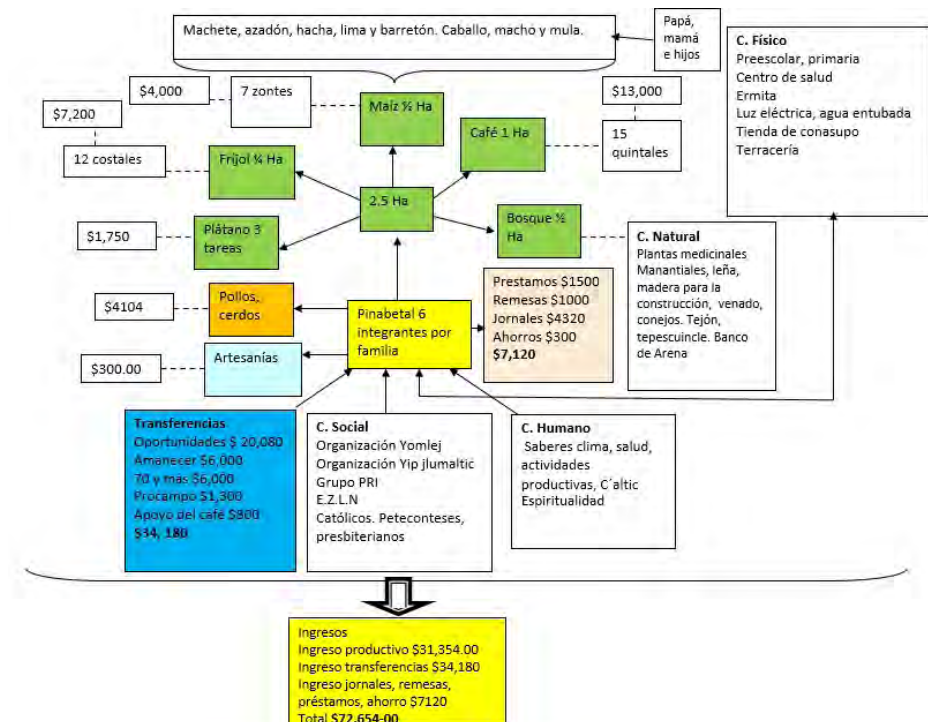 Machete, azadón, hacha, lima y barretón. Caballo, macho y mula.
Papá,
mamá
e hijos
C. Físico
Preescolar, primaria
Centro de salud
Ermita
Luz eléctrica, agua entubada
Tienda de conasupo
Terracería
$4,000
7 zontes
Maíz ½ Ha
$13,000
$7,200
Café 1 Ha
15
quintales
12 costales
Frijol ¼ Ha
2.5 Ha
$1,750
Plátano 3
tareas
Bosque ½
Ha
C. Natural
Plantas medicinales
Manantiales, leña,
madera para la
construcción, venado,
conejos. Tejón,
tepescuincle. Banco
de Arena
$4104
Pollos,
cerdos
Pinabetal 6
integrantes por
familia
Prestamos $1500
Remesas $1000
Jornales $4320
Ahorros $300
$7,120
$300.00
Artesanías
Transferencias
Oportunidades $ 20,080
Amanecer $6,000
70 y mas $6,000
Procampo $1,300
Apoyo del café $800
$34, 180
C. Social
Organización Yomlej
Organización Yip jlumaltic
Grupo PRI
E.Z.L.N
Católicos. Peteconteses,
presbiterianos
C. Humano
Saberes clima, salud,
actividades
productivas, C´altic
Espiritualidad
Ingresos
Ingreso productivo $31,354.00
Ingreso transferencias $34,180
Ingreso jornales, remesas,
préstamos, ahorro $7120
Total $72,654-00